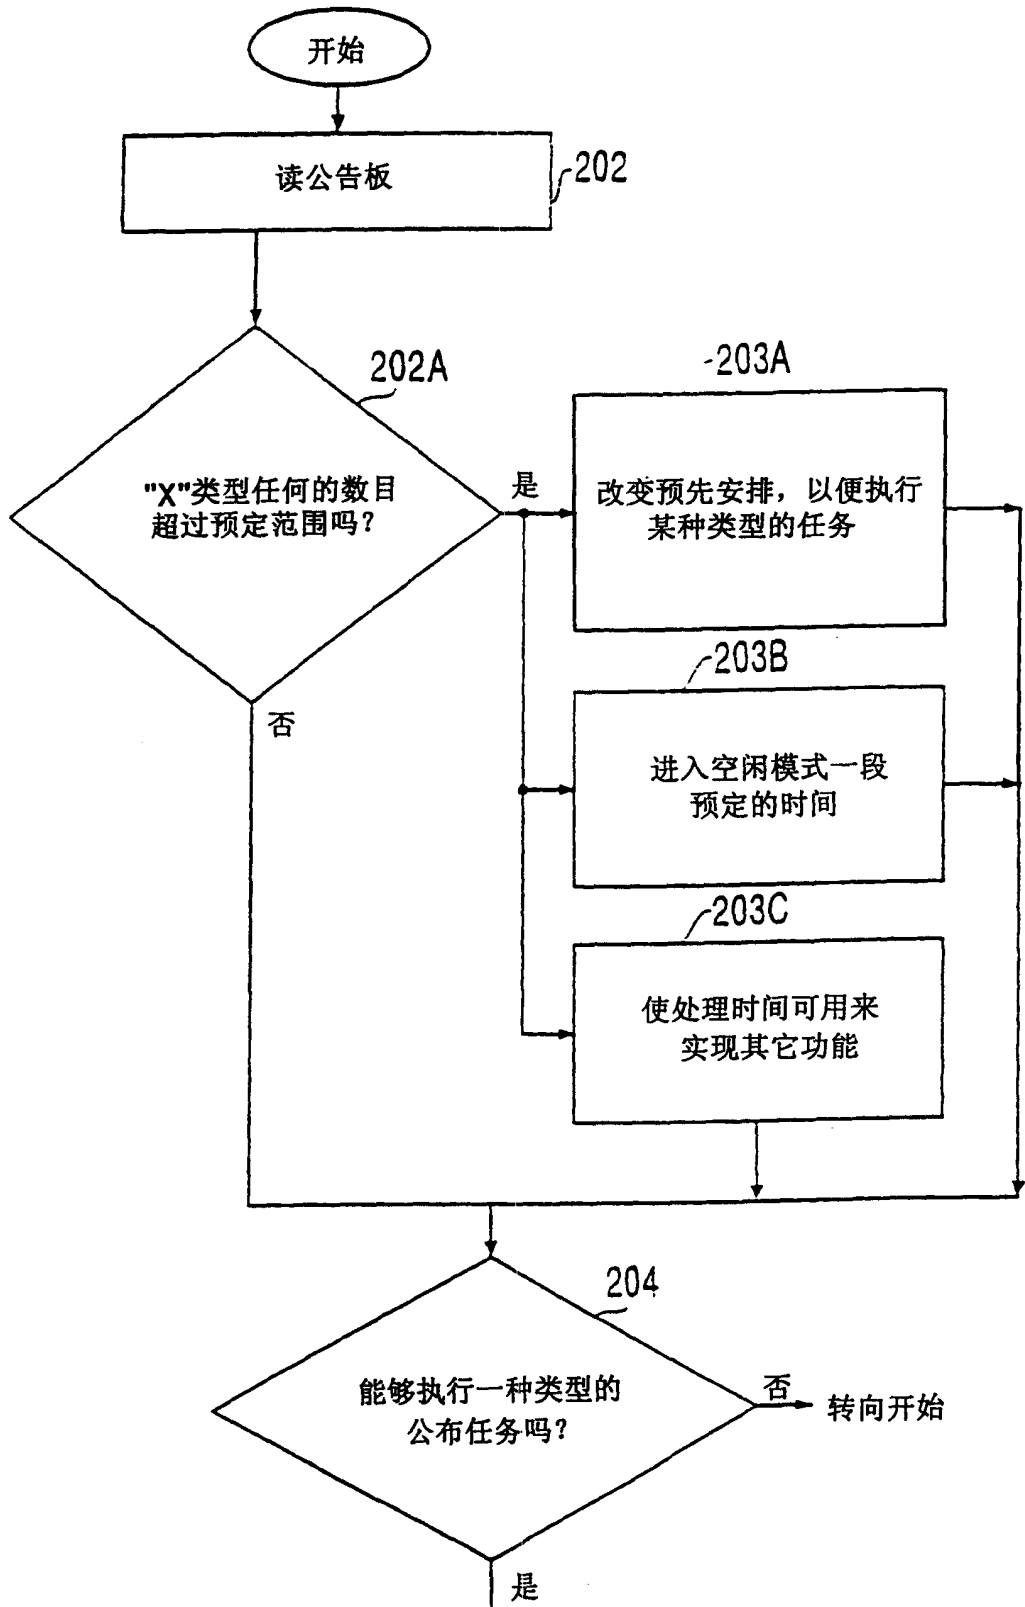 开始
读公告板
202
202A
"X"类型任何的数目
超过预定范围吗?
是
203A
改变预先安排，以便执行
某种类型的任务
203B
否
进入空闲模式一段
预定的时间
203C
使处理时间可用来
实现其它功能
204
能够执行一种类型的
公布任务吗?
否
转向开始
是